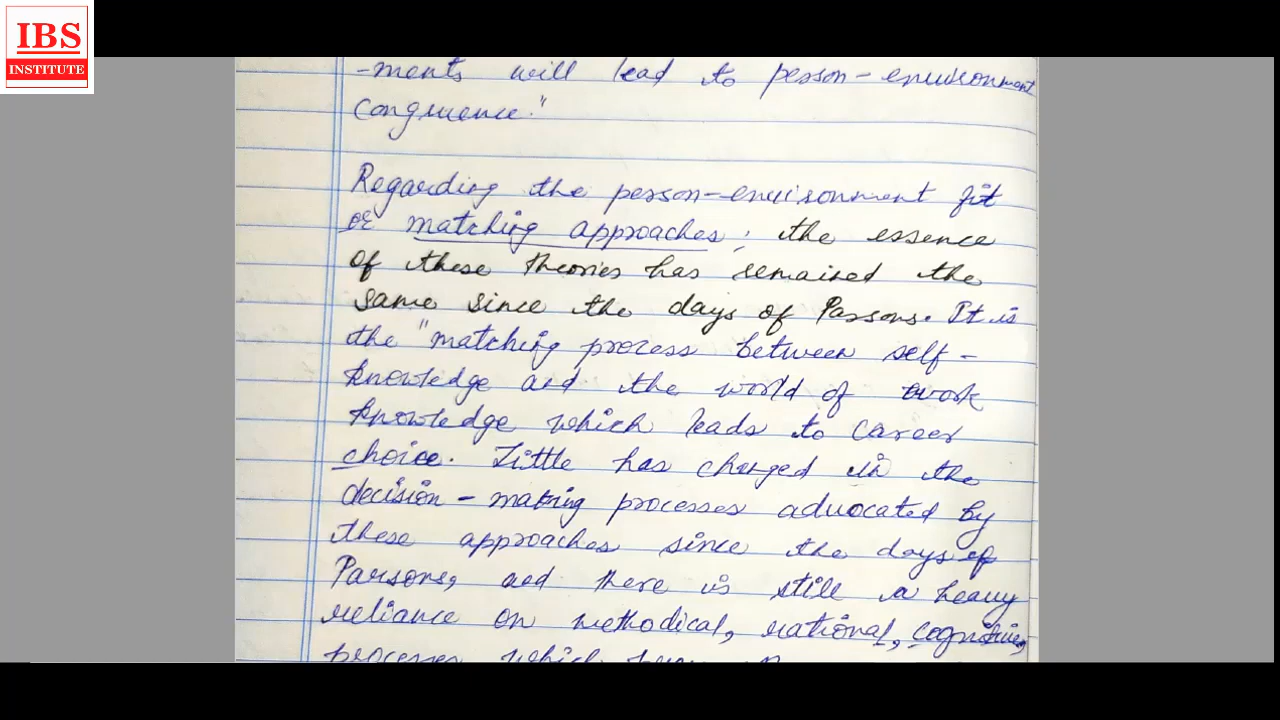 IBS
INSTITUTE
-ments will lead to person-environment
congruence."
Regarding the person-environment fit
or matching approaches; the essence
of these theories has remained the
same since the days of Parsons. It is
the "matching process between self-
knowledge and the world of work
knowledge which leads to career
choice. Little has changed in the
decision-making processes advocated by
these approaches since the days of
Parsons, and there is still a heavy
reliance on methodical, rational, cognitive,
processes which